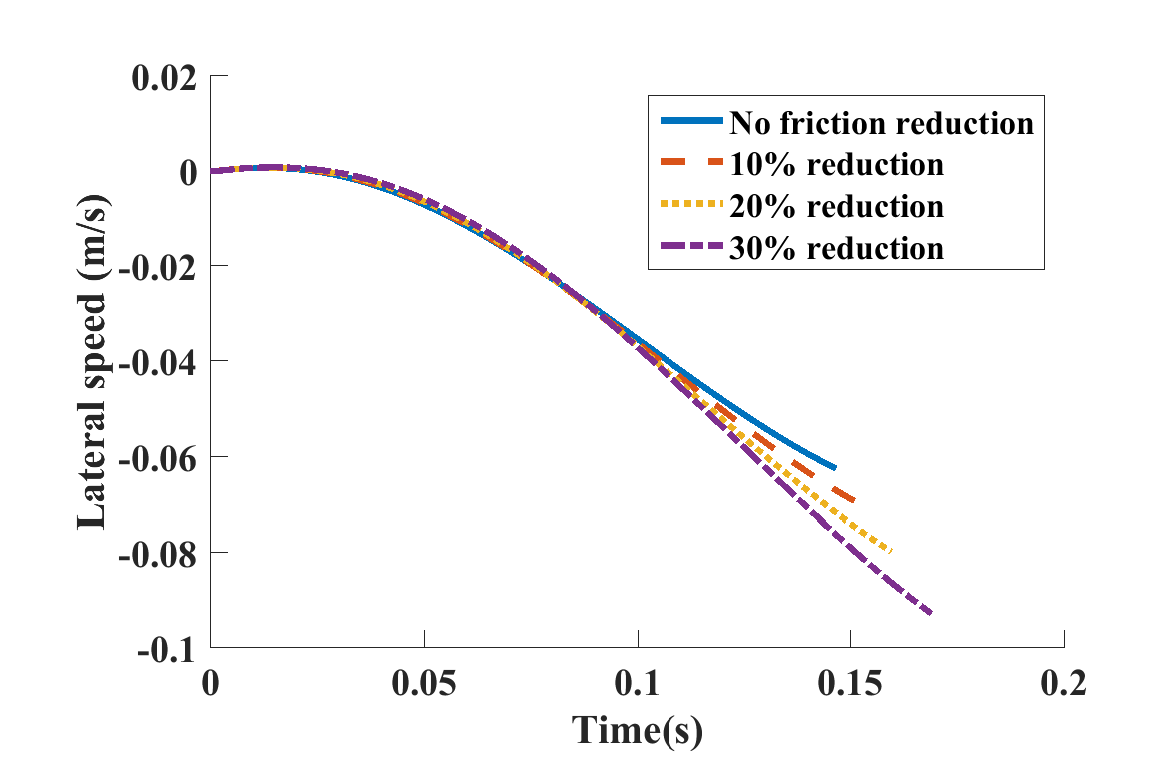 0.02
0
-0.02
-0.04
-0.06
-0.08
-0.1
Lateral speed (m/s)
No friction reduction
10% reduction
20% reduction
30% reduction
0 0.05 0.1 0.15 0.2
Time(s)